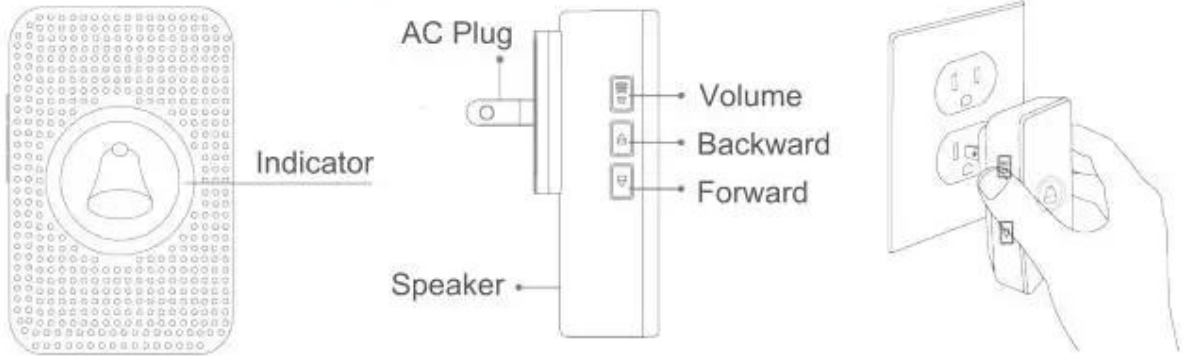 Indicator
AC Plug
Volume
Backward
Forward
Speaker